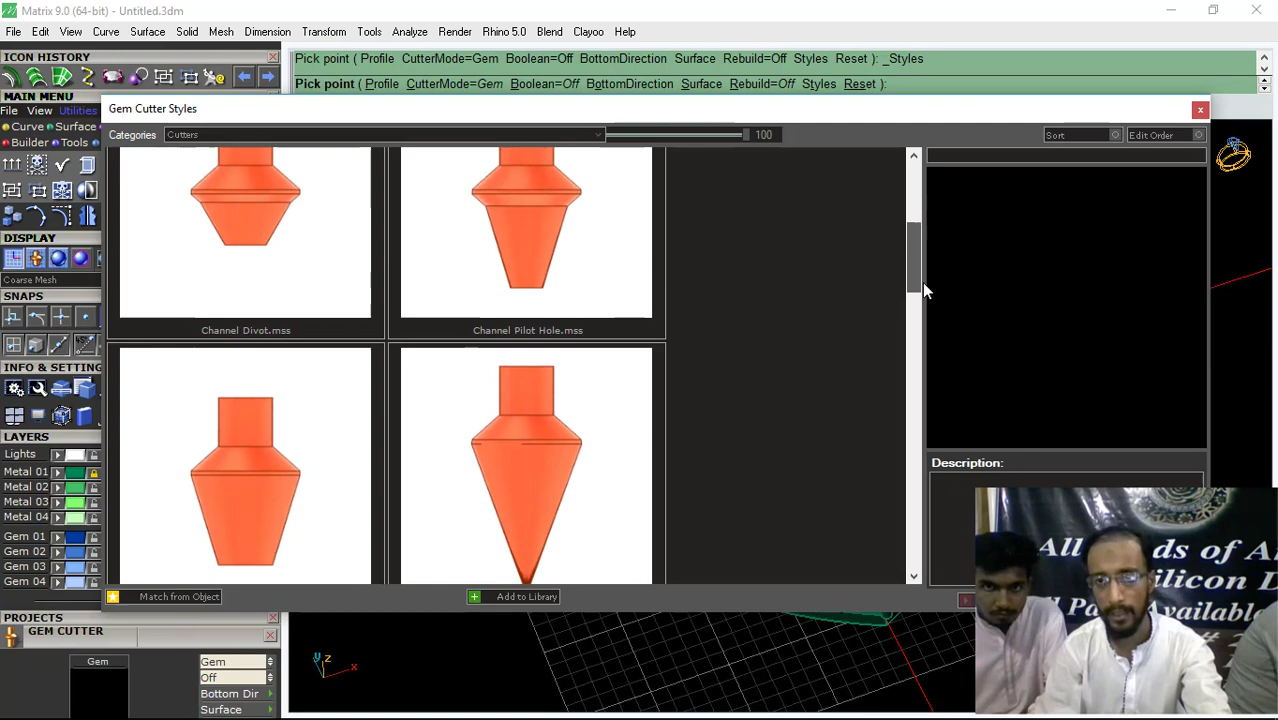 Matrix 9.0 (64-bit) - Untitled.3dm
File Edit View Curve Surface Solid Mesh Dimension Transform Tools Analyze Render Rhino 5.0 Blend Clayoo Help
ICON HISTORY
Pick point ( Profile CutterMode=Gem Boolean=Off BottomDirection Surface Rebuild=Off Styles Reset ): _Styles
Pick point ( Profile CutterMode=Gem Boolean=Off BottomDirection Surface Rebuild=Off Styles Reset ):
MAIN MENU
File View Utilities
Curve Surface
Builder Tools
Gem Cutter Styles
Categories Cutters 100 Sort Edit Order
Channel Divot.mss
Channel Pilot Hole.mss
DISPLAY
Coarse Mesh
SNAPS
INFO & SETTING
LAYERS
Lights
Metal 01
Metal 02
Metal 03
Metal 04
Gem 01
Gem 02
Gem 03
Gem 04
Description:
Match from Object
Add to Library
PROJECTS
GEM CUTTER
Gem
Gem
Off
Bottom Dir
Surface
y z x
All
ds of A
ilicon D
l Pa
Available